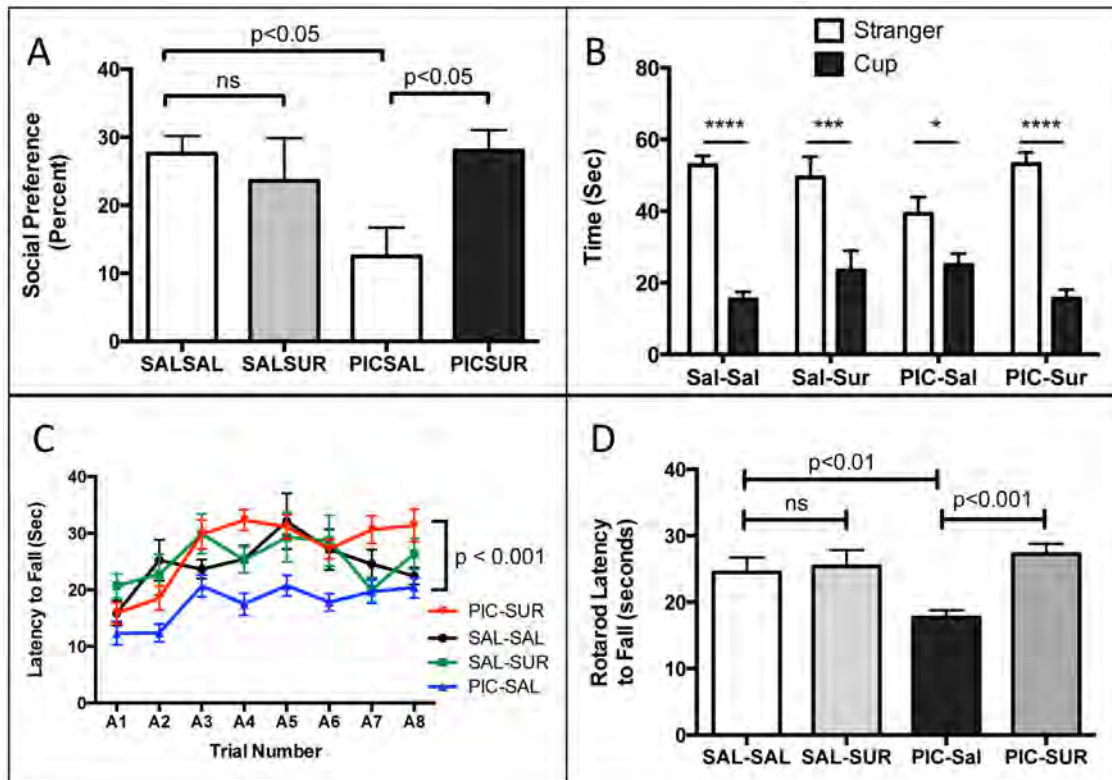 A
p<0.05
ns
p<0.05
Social Preference
(Percent)
40
30
20
10
0
SALSAL
SALSUR
PICSAL
PICSUR
B
Stranger
Cup
Time (Sec)
80
60
40
20
0
****
***
*
****
Sal-Sal
Sal-Sur
PIC-Sal
PIC-Sur
C
Latency to Fall (Sec)
40
30
20
10
0
p < 0.001
PIC-SUR
SAL-SAL
SAL-SUR
PIC-SAL
A1
A2
A3
A4
A5
A6
A7
A8
Trial Number
D
p<0.01
ns
p<0.001
Rotarod Latency
to Fall (seconds)
40
30
20
10
0
SAL-SAL
SAL-SUR
PIC-Sal
PIC-SUR